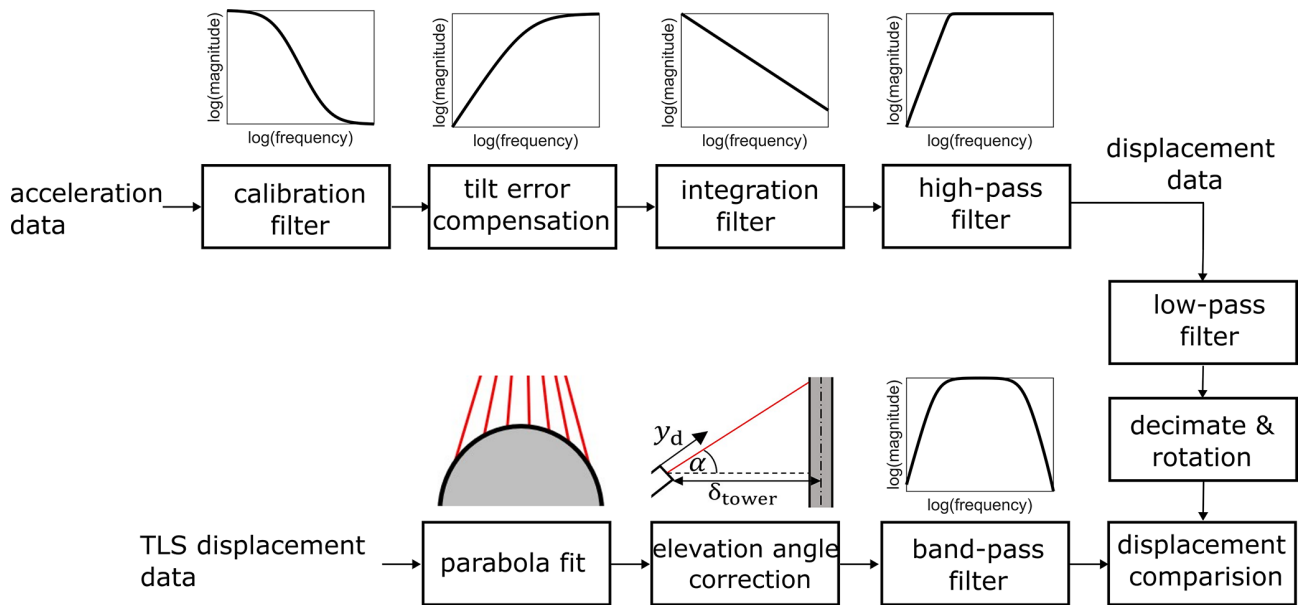 log(magnitude)
log(frequency)
log(magnitude)
log(frequency)
log(magnitude)
log(frequency)
log(magnitude)
log(frequency)
acceleration
data
calibration
filter
tilt error
compensation
integration
filter
high-pass
filter
displacement
data
low-pass
filter
decimate &
rotation
y_d
α
δ_tower
log(magnitude)
log(frequency)
TLS displacement
data
parabola fit
elevation angle
correction
band-pass
filter
displacement
comparision